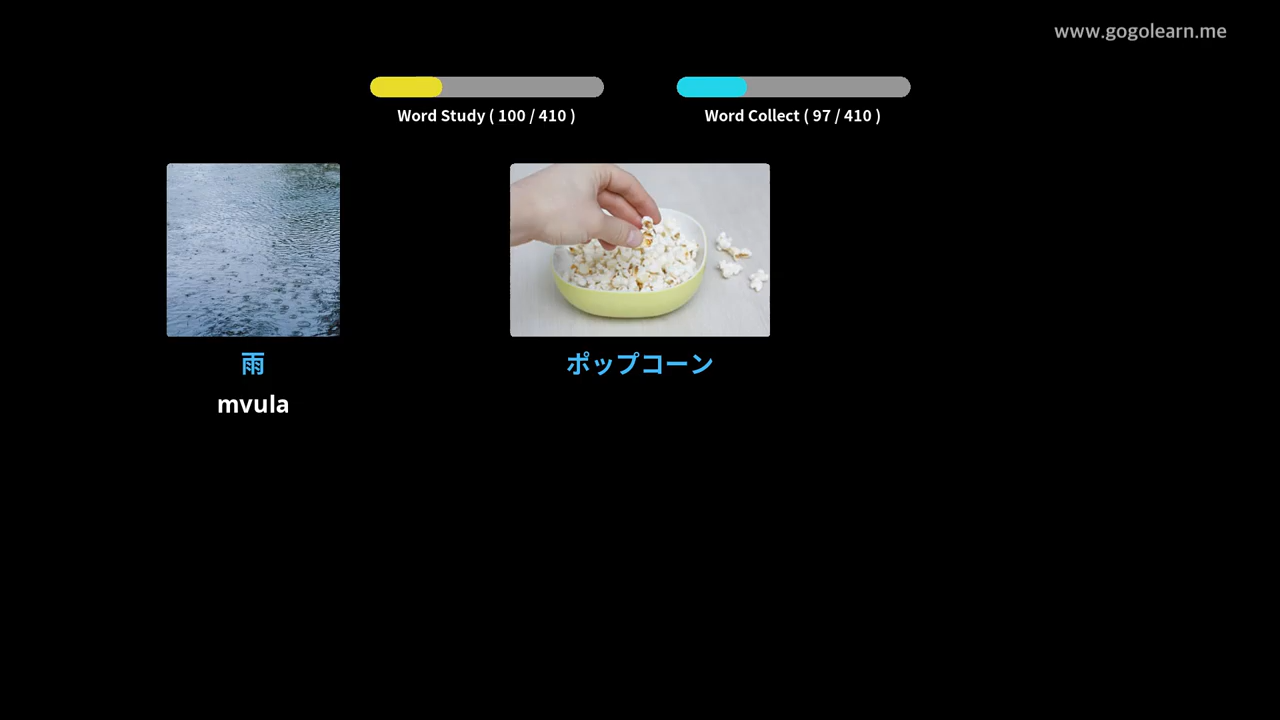 www.gogolearn.me
Word Study ( 100 / 410 )
Word Collect ( 97 / 410 )
雨
mvula
ポップコーン